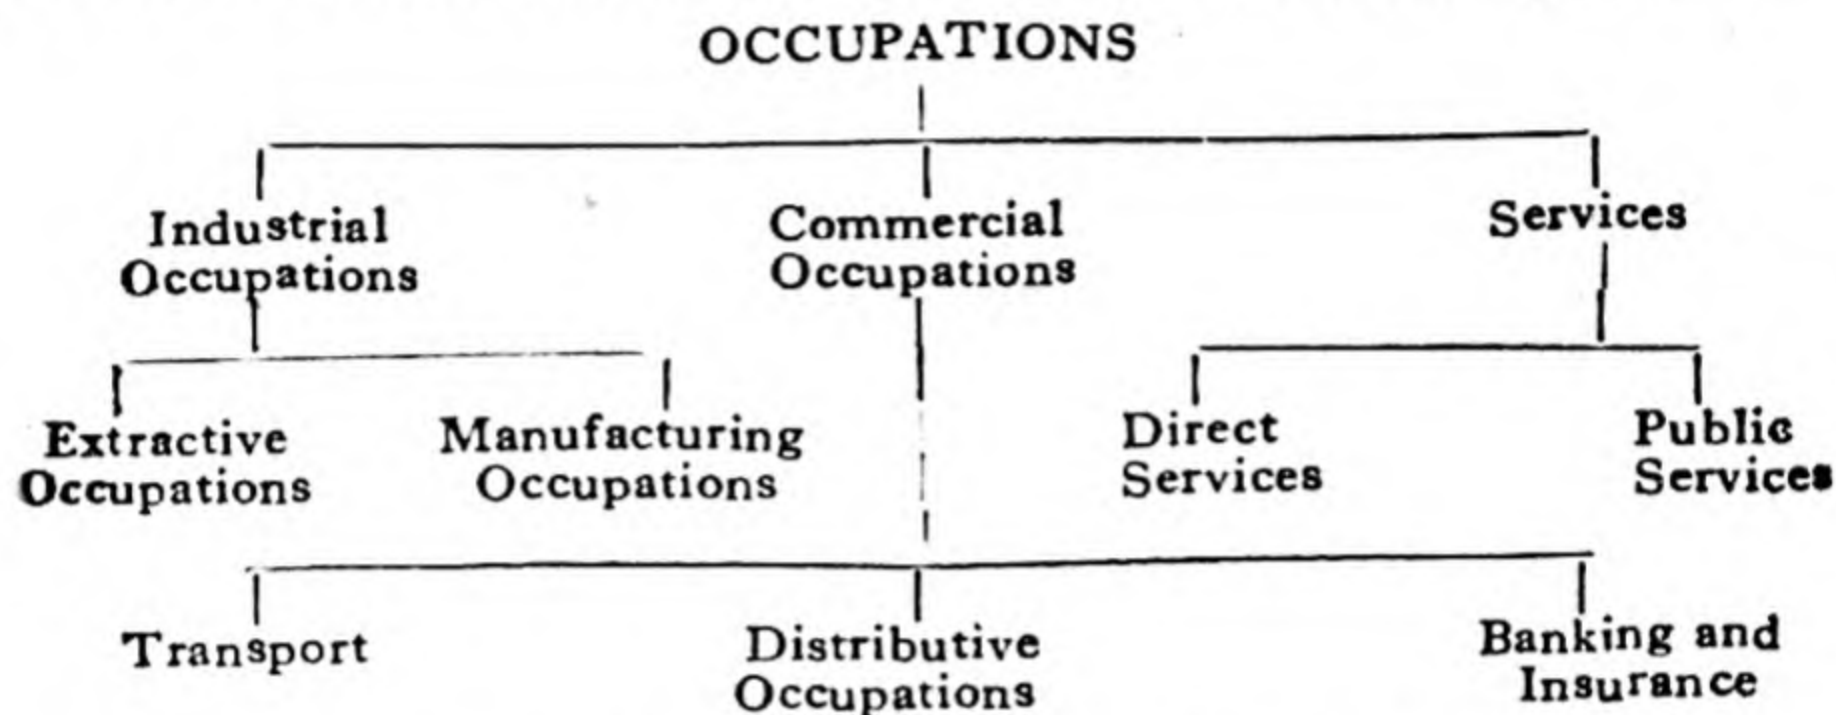 OCCUPATIONS
Industrial
Occupations
Commercial
Occupations
Services
Extractive
Occupations
Manufacturing
Occupations
Direct
Services
Public
Services
Transport
Distributive
Occupations
Banking and
Insurance